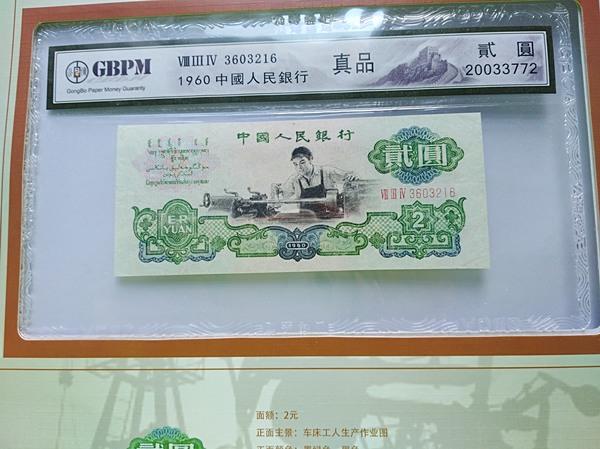 GBPM
GongBo Paper Money Guaranty
VIII III IV 3603216
1960 中國人民銀行
真品
貳 圓
20033772
中國人民銀行
貳圓
VIII III IV 3603216
E·R
YUAN
2
1960
面额：2元
正面主景：车床工人生产作业图